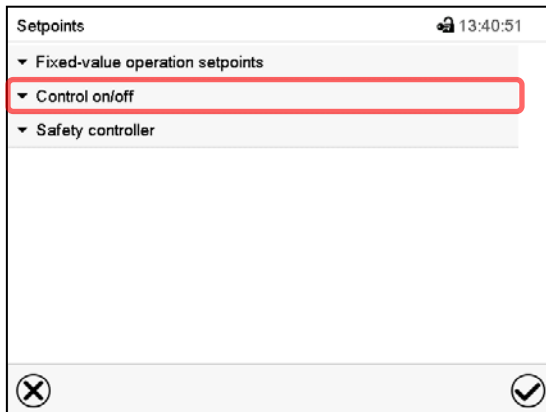 Setpoints 13:40:51
Fixed-value operation setpoints
Control on/off
Safety controller